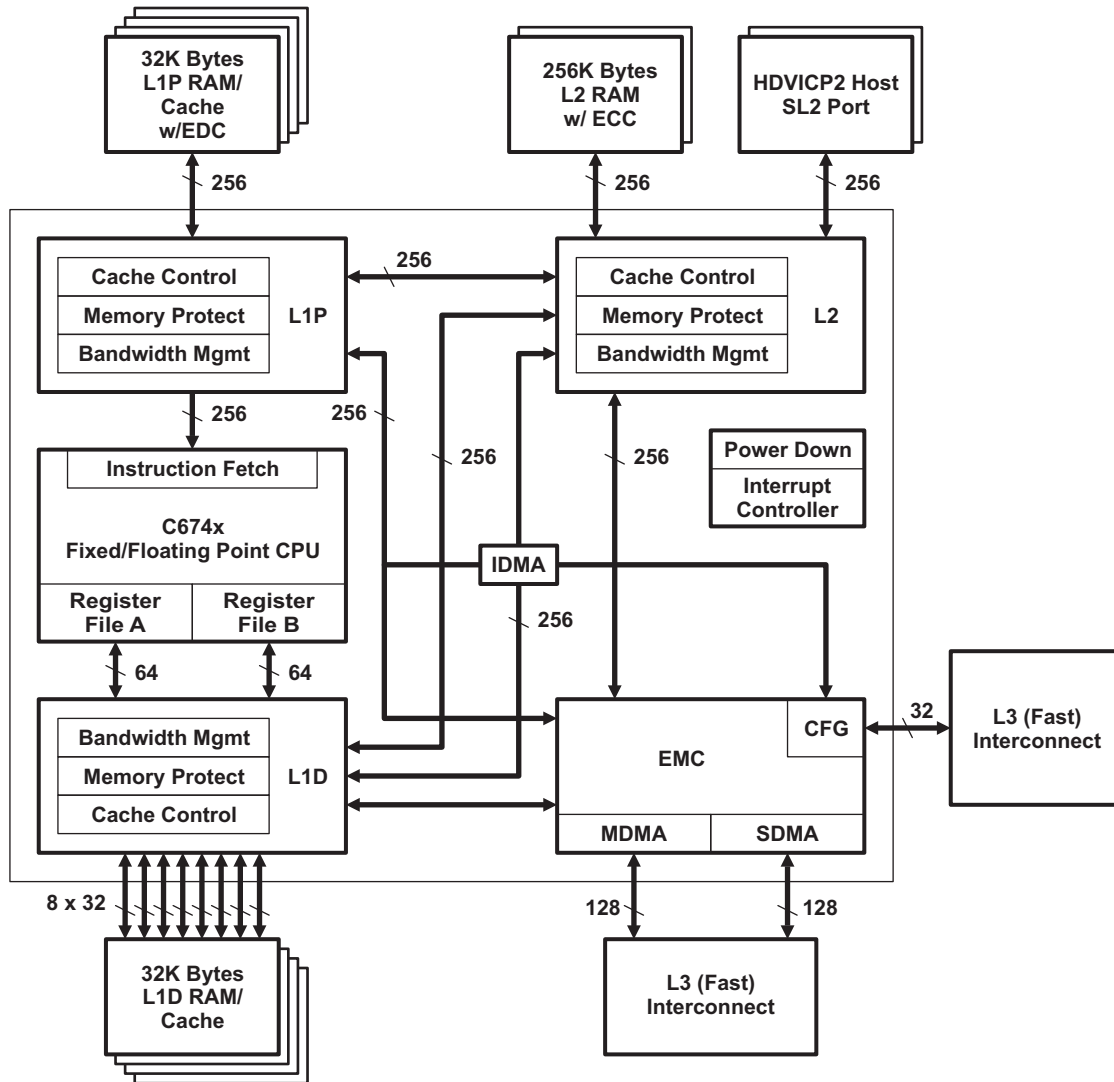 32K Bytes
L1P RAM/
Cache
w/EDC
256K Bytes
L2 RAM
w/ ECC
HDVICP2 Host
SL2 Port
256
256
256
Cache Control
Memory Protect
Bandwidth Mgmt
L1P
256
Cache Control
Memory Protect
Bandwidth Mgmt
L2
256
256
256
256
Instruction Fetch
C674x
Fixed/Floating Point CPU
Register
File A
Register
File B
Power Down
Interrupt
Controller
IDMA
256
64
64
Bandwidth Mgmt
Memory Protect
Cache Control
L1D
EMC
CFG
32
L3 (Fast)
Interconnect
MDMA
SDMA
8 x 32
128
128
32K Bytes
L1D RAM/
Cache
L3 (Fast)
Interconnect